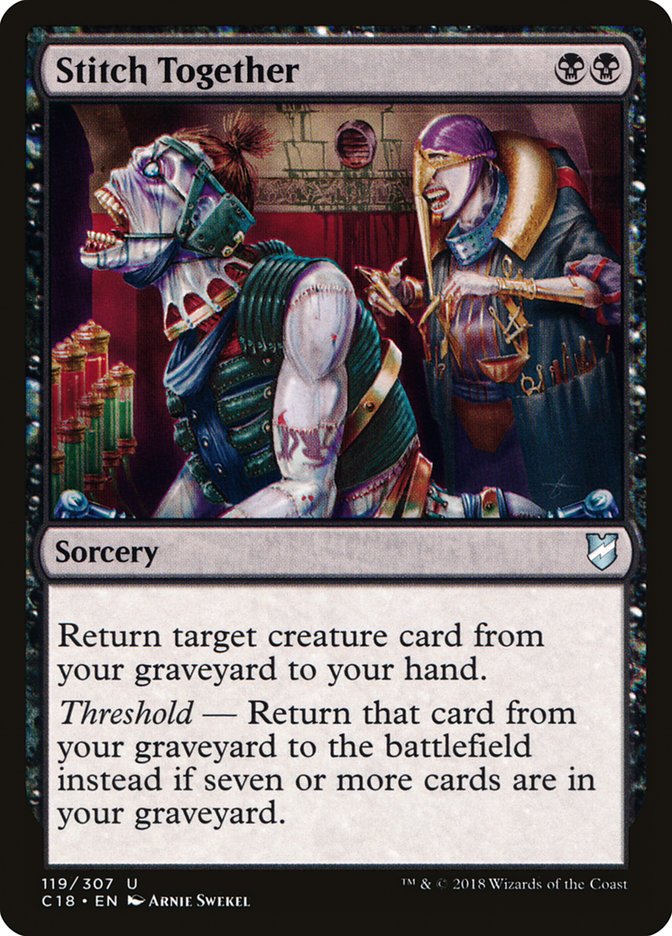 Stitch Together
Sorcery
Return target creature card from
your graveyard to your hand.
Threshold — Return that card from
your graveyard to the battlefield
instead if seven or more cards are in
your graveyard.
119/307 U
C18 • EN Arnie Swekel
™ & © 2018 Wizards of the Coast